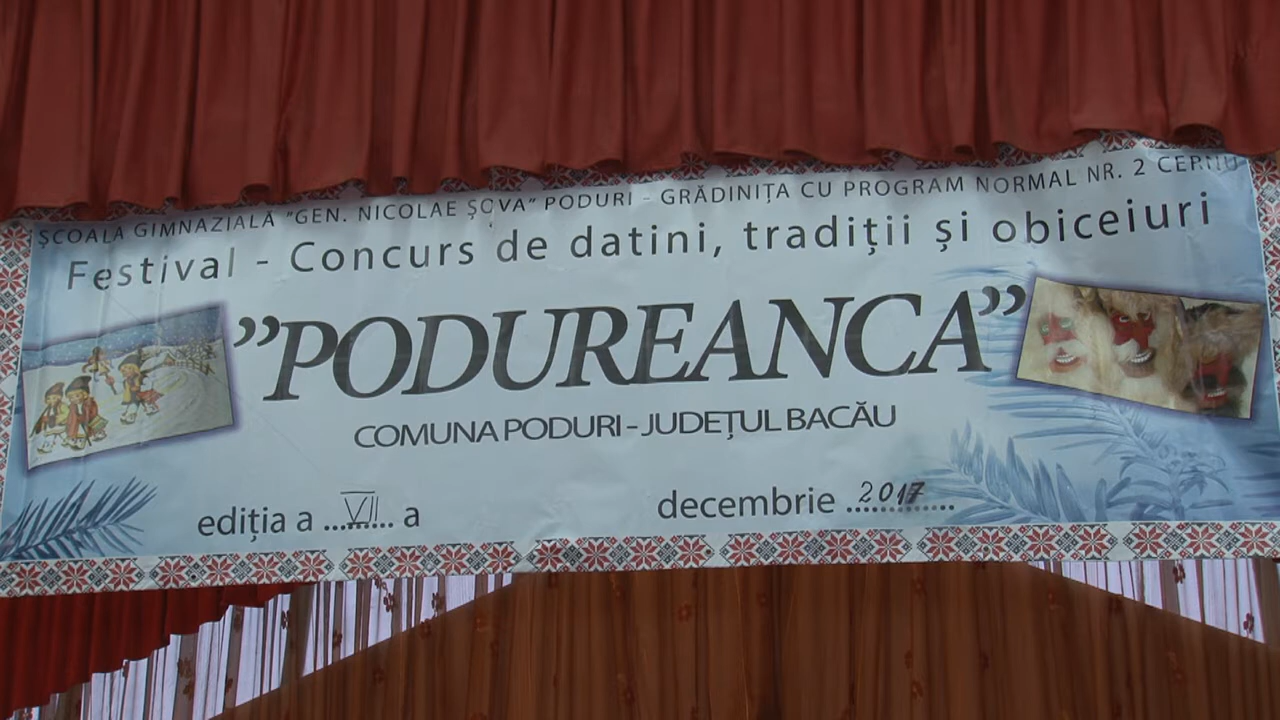 ȘCOALA GIMNAZIALĂ "GEN. NICOLAE ȘOVA" PODURI - GRĂDINIȚA CU PROGRAM NORMAL NR. 2 CERNU
Festival - Concurs de datini, tradiții și obiceiuri
"PODUREANCA"
COMUNA PODURI - JUDEȚUL BACĂU
ediția a ...VII... a decembrie ...2017...